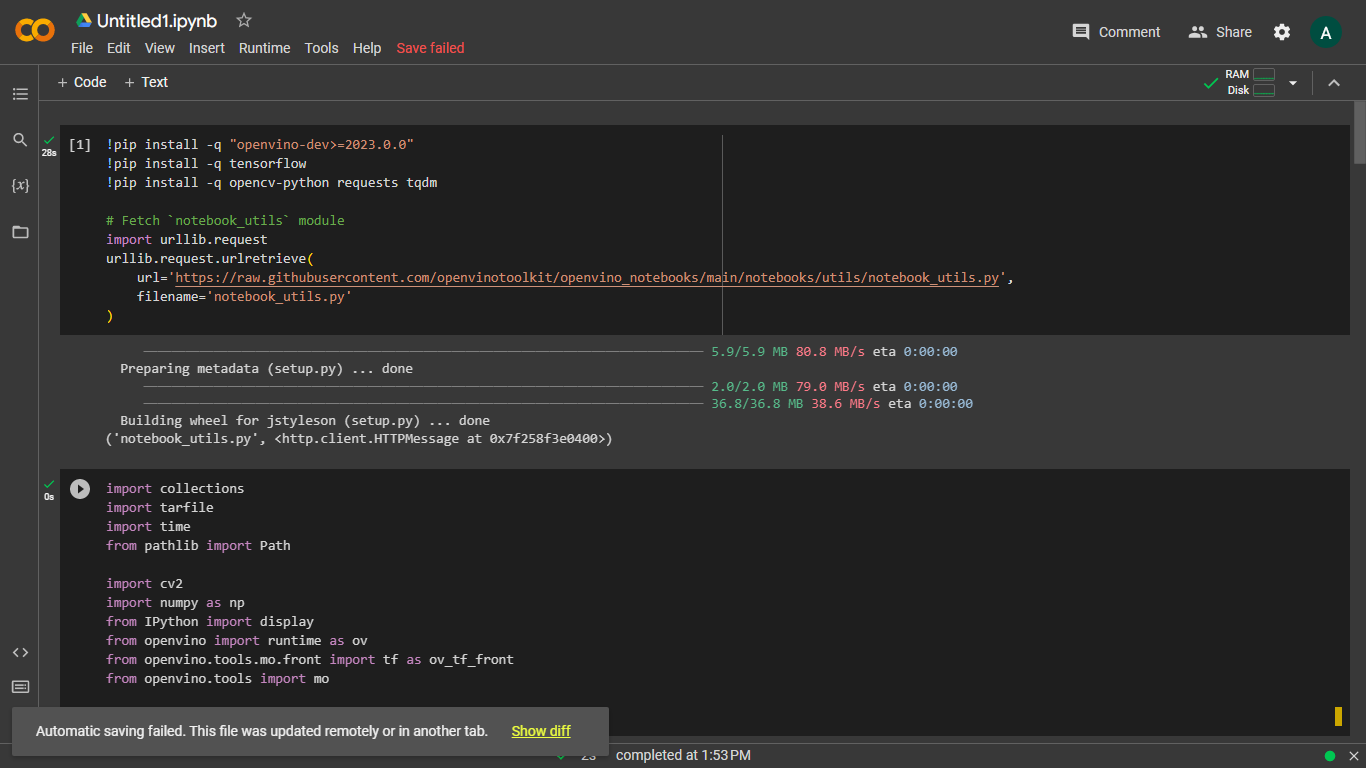 Untitled1.ipynb
File Edit View Insert Runtime Tools Help Save failed
Comment Share A
+ Code + Text
RAM
Disk
28s
[1] !pip install -q "openvino-dev>=2023.0.0"
!pip install -q tensorflow
!pip install -q opencv-python requests tqdm
# Fetch `notebook_utils` module
import urllib.request
urllib.request.urlretrieve(
url='https://raw.githubusercontent.com/openvinotoolkit/openvino_notebooks/main/notebooks/utils/notebook_utils.py',
filename='notebook_utils.py'
)
5.9/5.9 MB 80.8 MB/s eta 0:00:00
Preparing metadata (setup.py) ... done
2.0/2.0 MB 79.0 MB/s eta 0:00:00
36.8/36.8 MB 38.6 MB/s eta 0:00:00
Building wheel for jstyleson (setup.py) ... done
('notebook_utils.py', <http.client.HTTPMessage at 0x7f258f3e0400>)
0s
import collections
import tarfile
import time
from pathlib import Path
import cv2
import numpy as np
from IPython import display
from openvino import runtime as ov
from openvino.tools.mo.front import tf as ov_tf_front
from openvino.tools import mo
Automatic saving failed. This file was updated remotely or in another tab. Show diff
completed at 1:53 PM